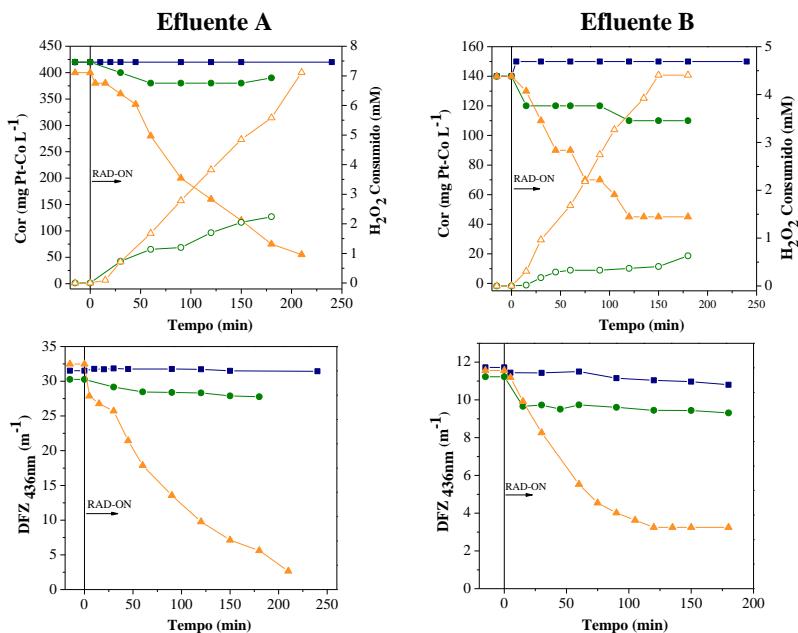 Efluente A
Efluente B
450
400
350
300
250
200
150
100
50
0
Cor (mg Pt-Co L⁻¹)
8
7
6
5
4
3
2
1
0
H₂O₂ Consumido (mM)
RAD-ON
0 50 100 150 200 250
Tempo (min)
160
140
120
100
80
60
40
20
0
Cor (mg Pt-Co L⁻¹)
5
4
3
2
1
0
H₂O₂ Consumido (mM)
RAD-ON
0 50 100 150 200 250
Tempo (min)
35
30
25
20
15
10
5
0
DFZ 436nm (m⁻¹)
RAD-ON
0 50 100 150 200 250
Tempo (min)
12
10
8
6
4
2
0
DFZ 436nm (m⁻¹)
RAD-ON
0 50 100 150 200
Tempo (min)